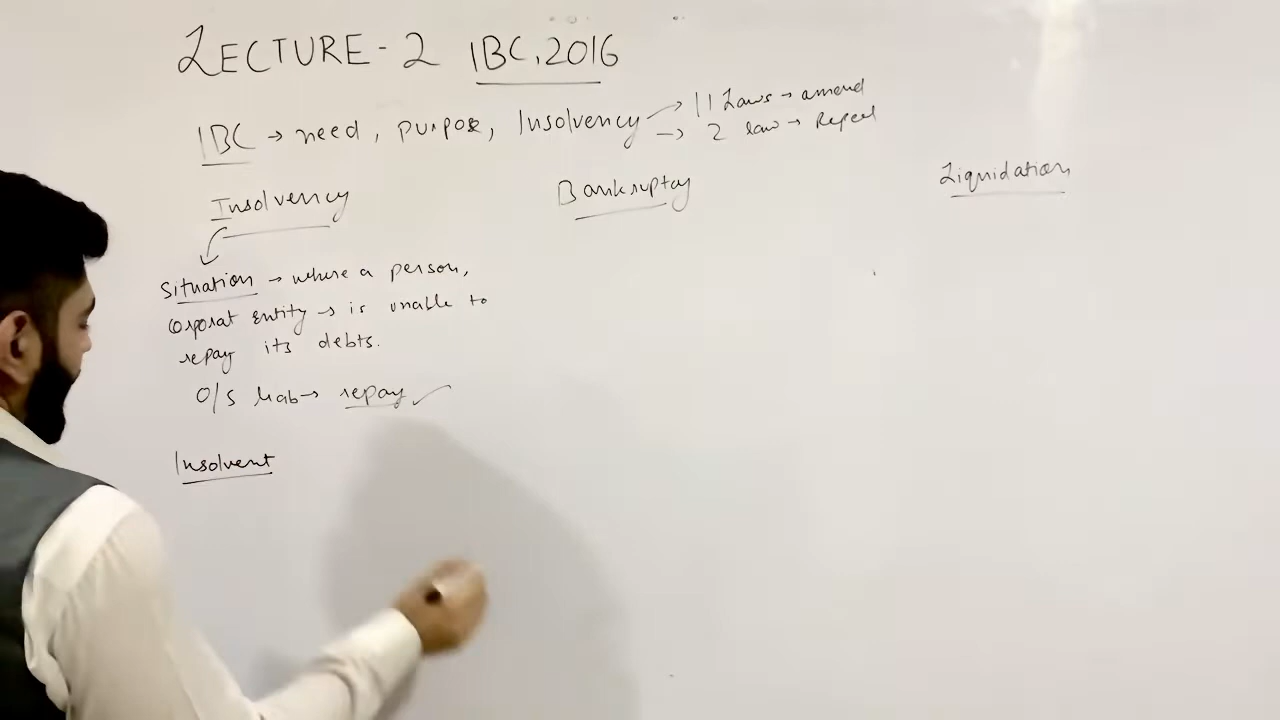 LECTURE-2 IBC, 2016
IBC → need, purpose, Insolvency → 11 Laws → amend
→ 2 law → Repeal
Insolvency
Bankruptcy
Liquidation
Situation → where a person,
Corporat Entity → is unable to
repay its debts.
O/S liab → repay ✓
Insolvent